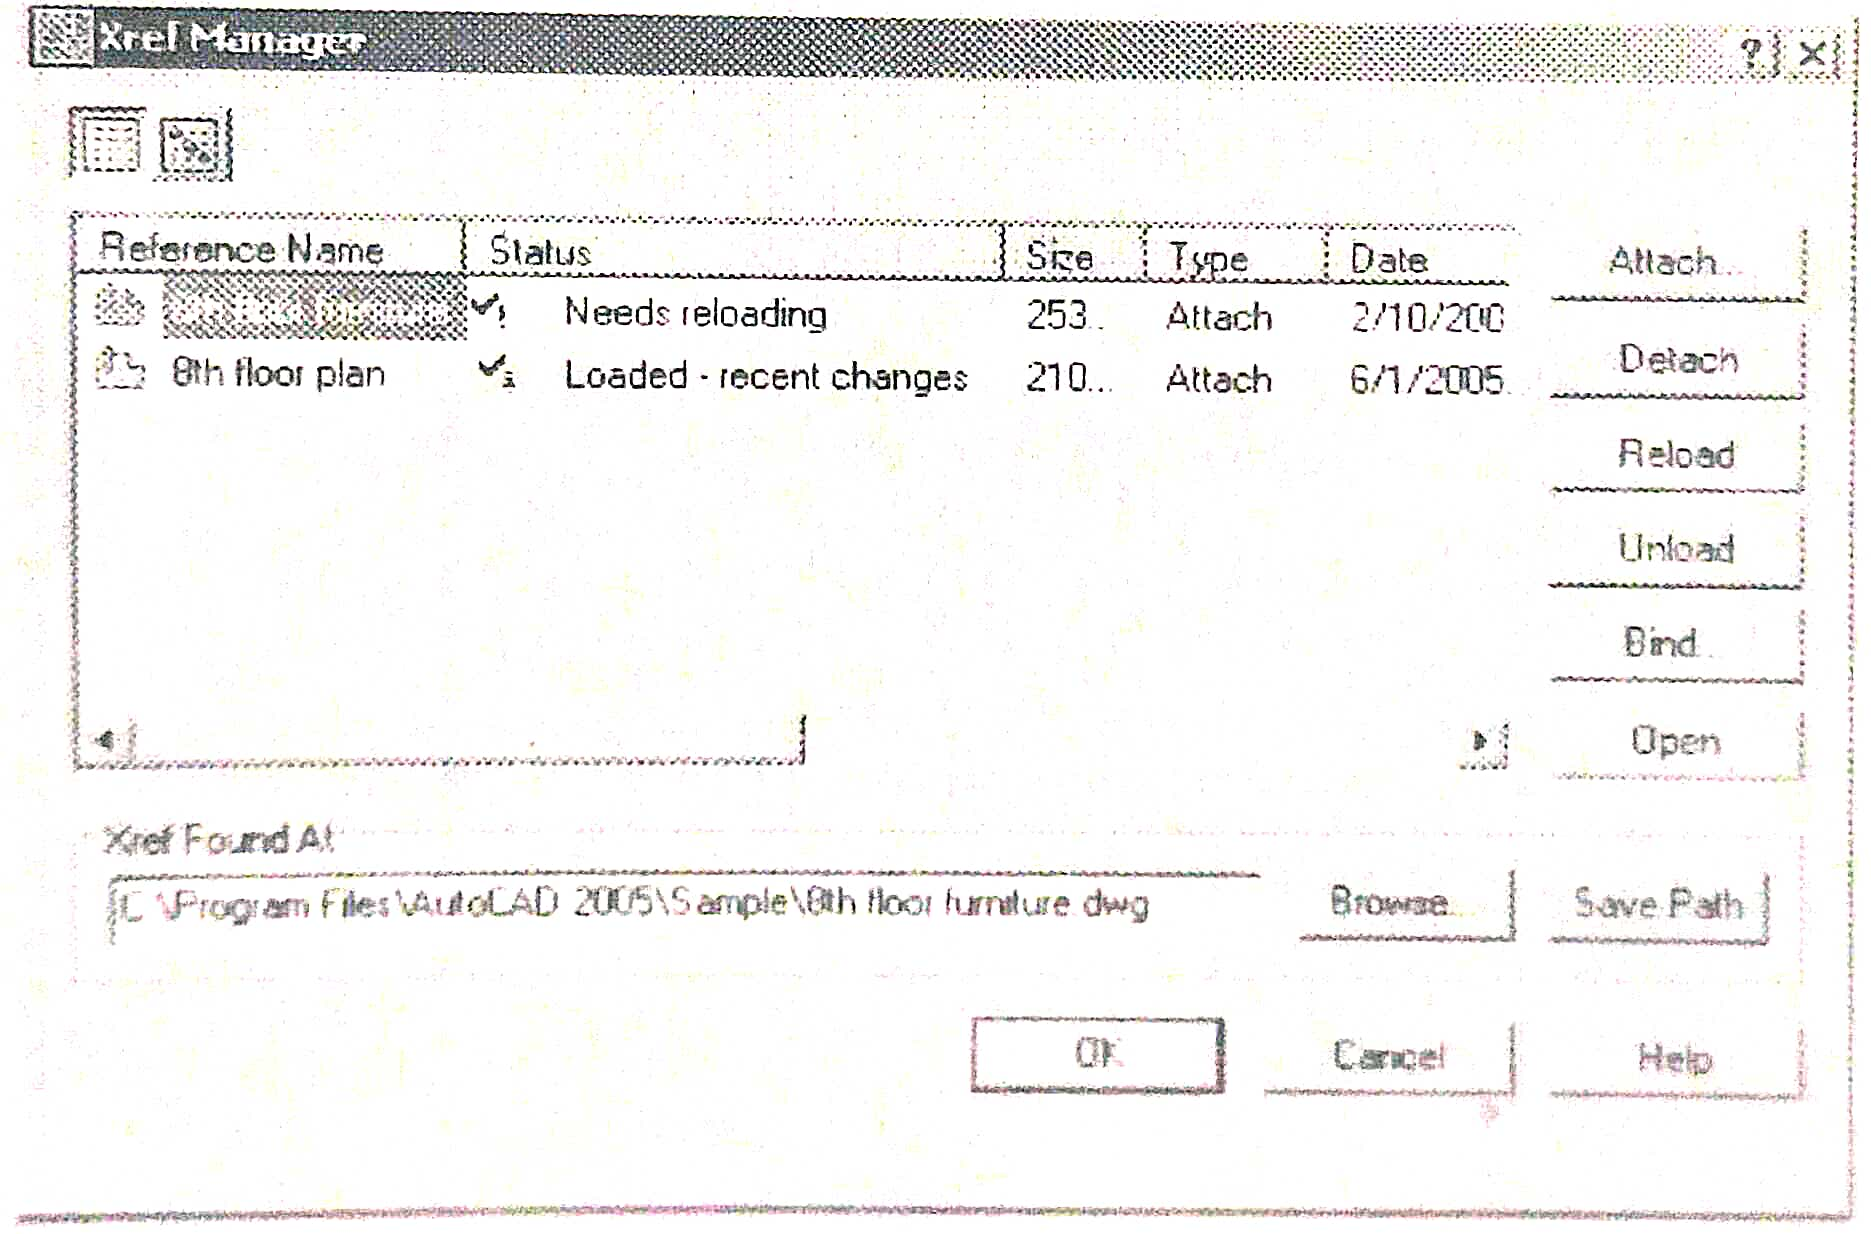 Xref Manager ? X
Reference Name Status Size Type Date
Needs reloading 253.. Attach 2/10/200
8th floor plan Loaded - recent changes 210... Attach 6/1/2005
Attach...
Detach
Reload
Unload
Bind...
Open
Xref Found At
C:\Program Files\AutoCAD 2005\Sample\8th floor furniture.dwg
Browse... Save Path
OK Cancel Help